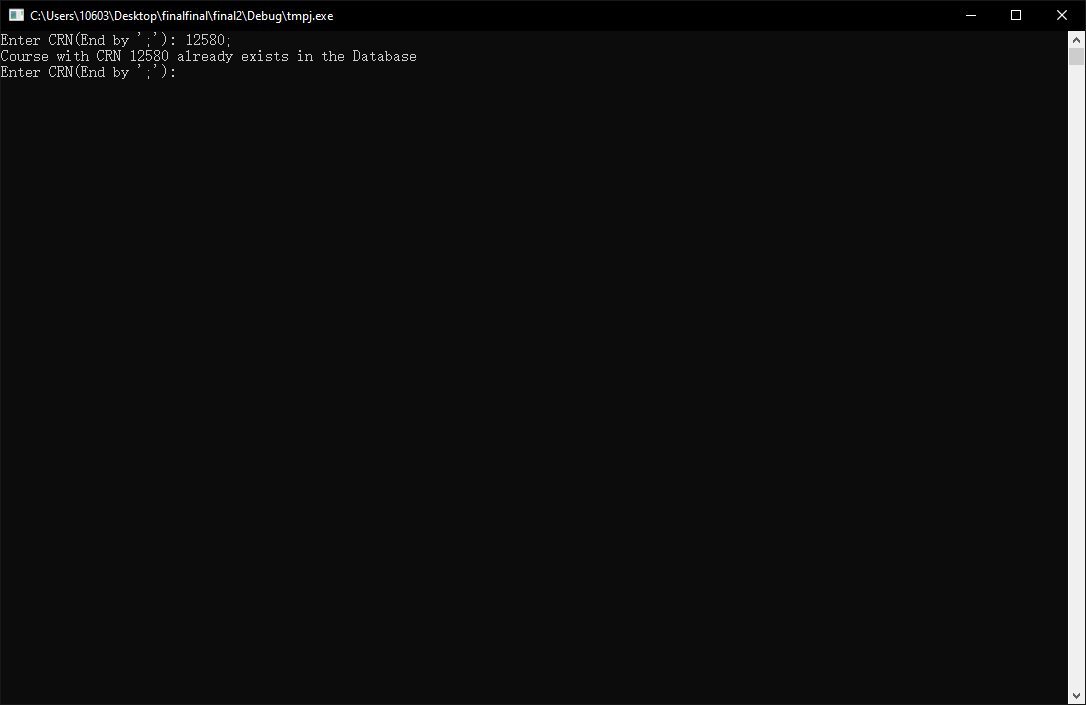 C:\Users\10603\Desktop\finalfinal\final2\Debug\tmpj.exe
Enter CRN(End by ';'): 12580;
Course with CRN 12580 already exists in the Database
Enter CRN(End by ';'):